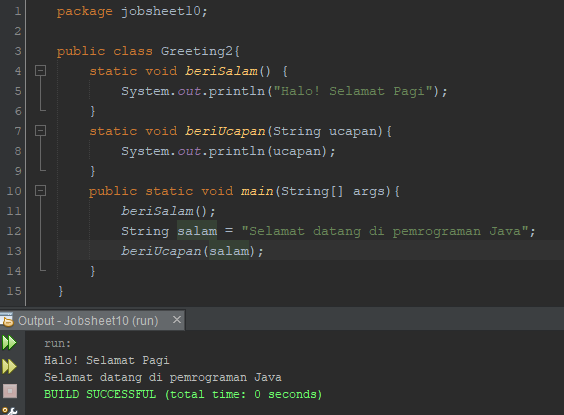 1 package jobsheet10;
2
3 public class Greeting2{
4 static void beriSalam() {
5 System.out.println("Halo! Selamat Pagi");
6 }
7 static void beriUcapan(String ucapan){
8 System.out.println(ucapan);
9 }
10 public static void main(String[] args){
11 beriSalam();
12 String salam = "Selamat datang di pemrograman Java";
13 beriUcapan(salam);
14 }
15 }
Output - Jobsheet10 (run)
run:
Halo! Selamat Pagi
Selamat datang di pemrograman Java
BUILD SUCCESSFUL (total time: 0 seconds)